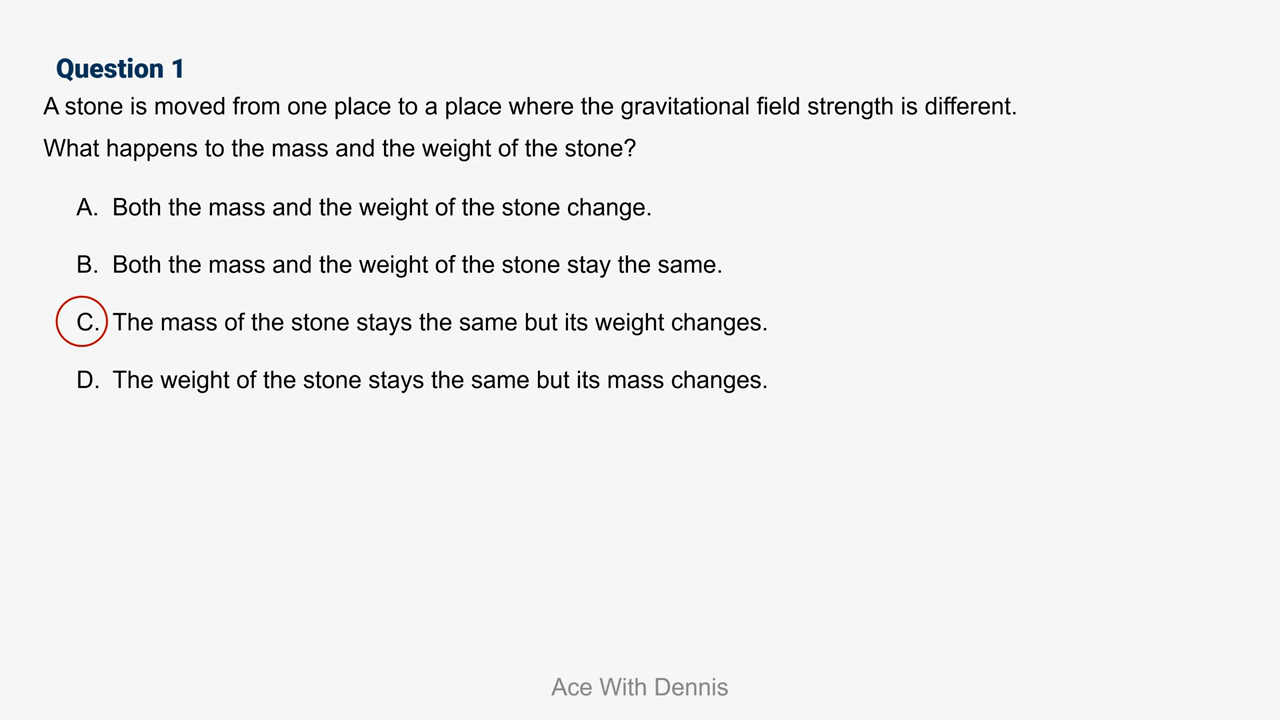 Question 1
A stone is moved from one place to a place where the gravitational field strength is different.
What happens to the mass and the weight of the stone?
A. Both the mass and the weight of the stone change.
B. Both the mass and the weight of the stone stay the same.
C. The mass of the stone stays the same but its weight changes.
D. The weight of the stone stays the same but its mass changes.
Ace With Dennis